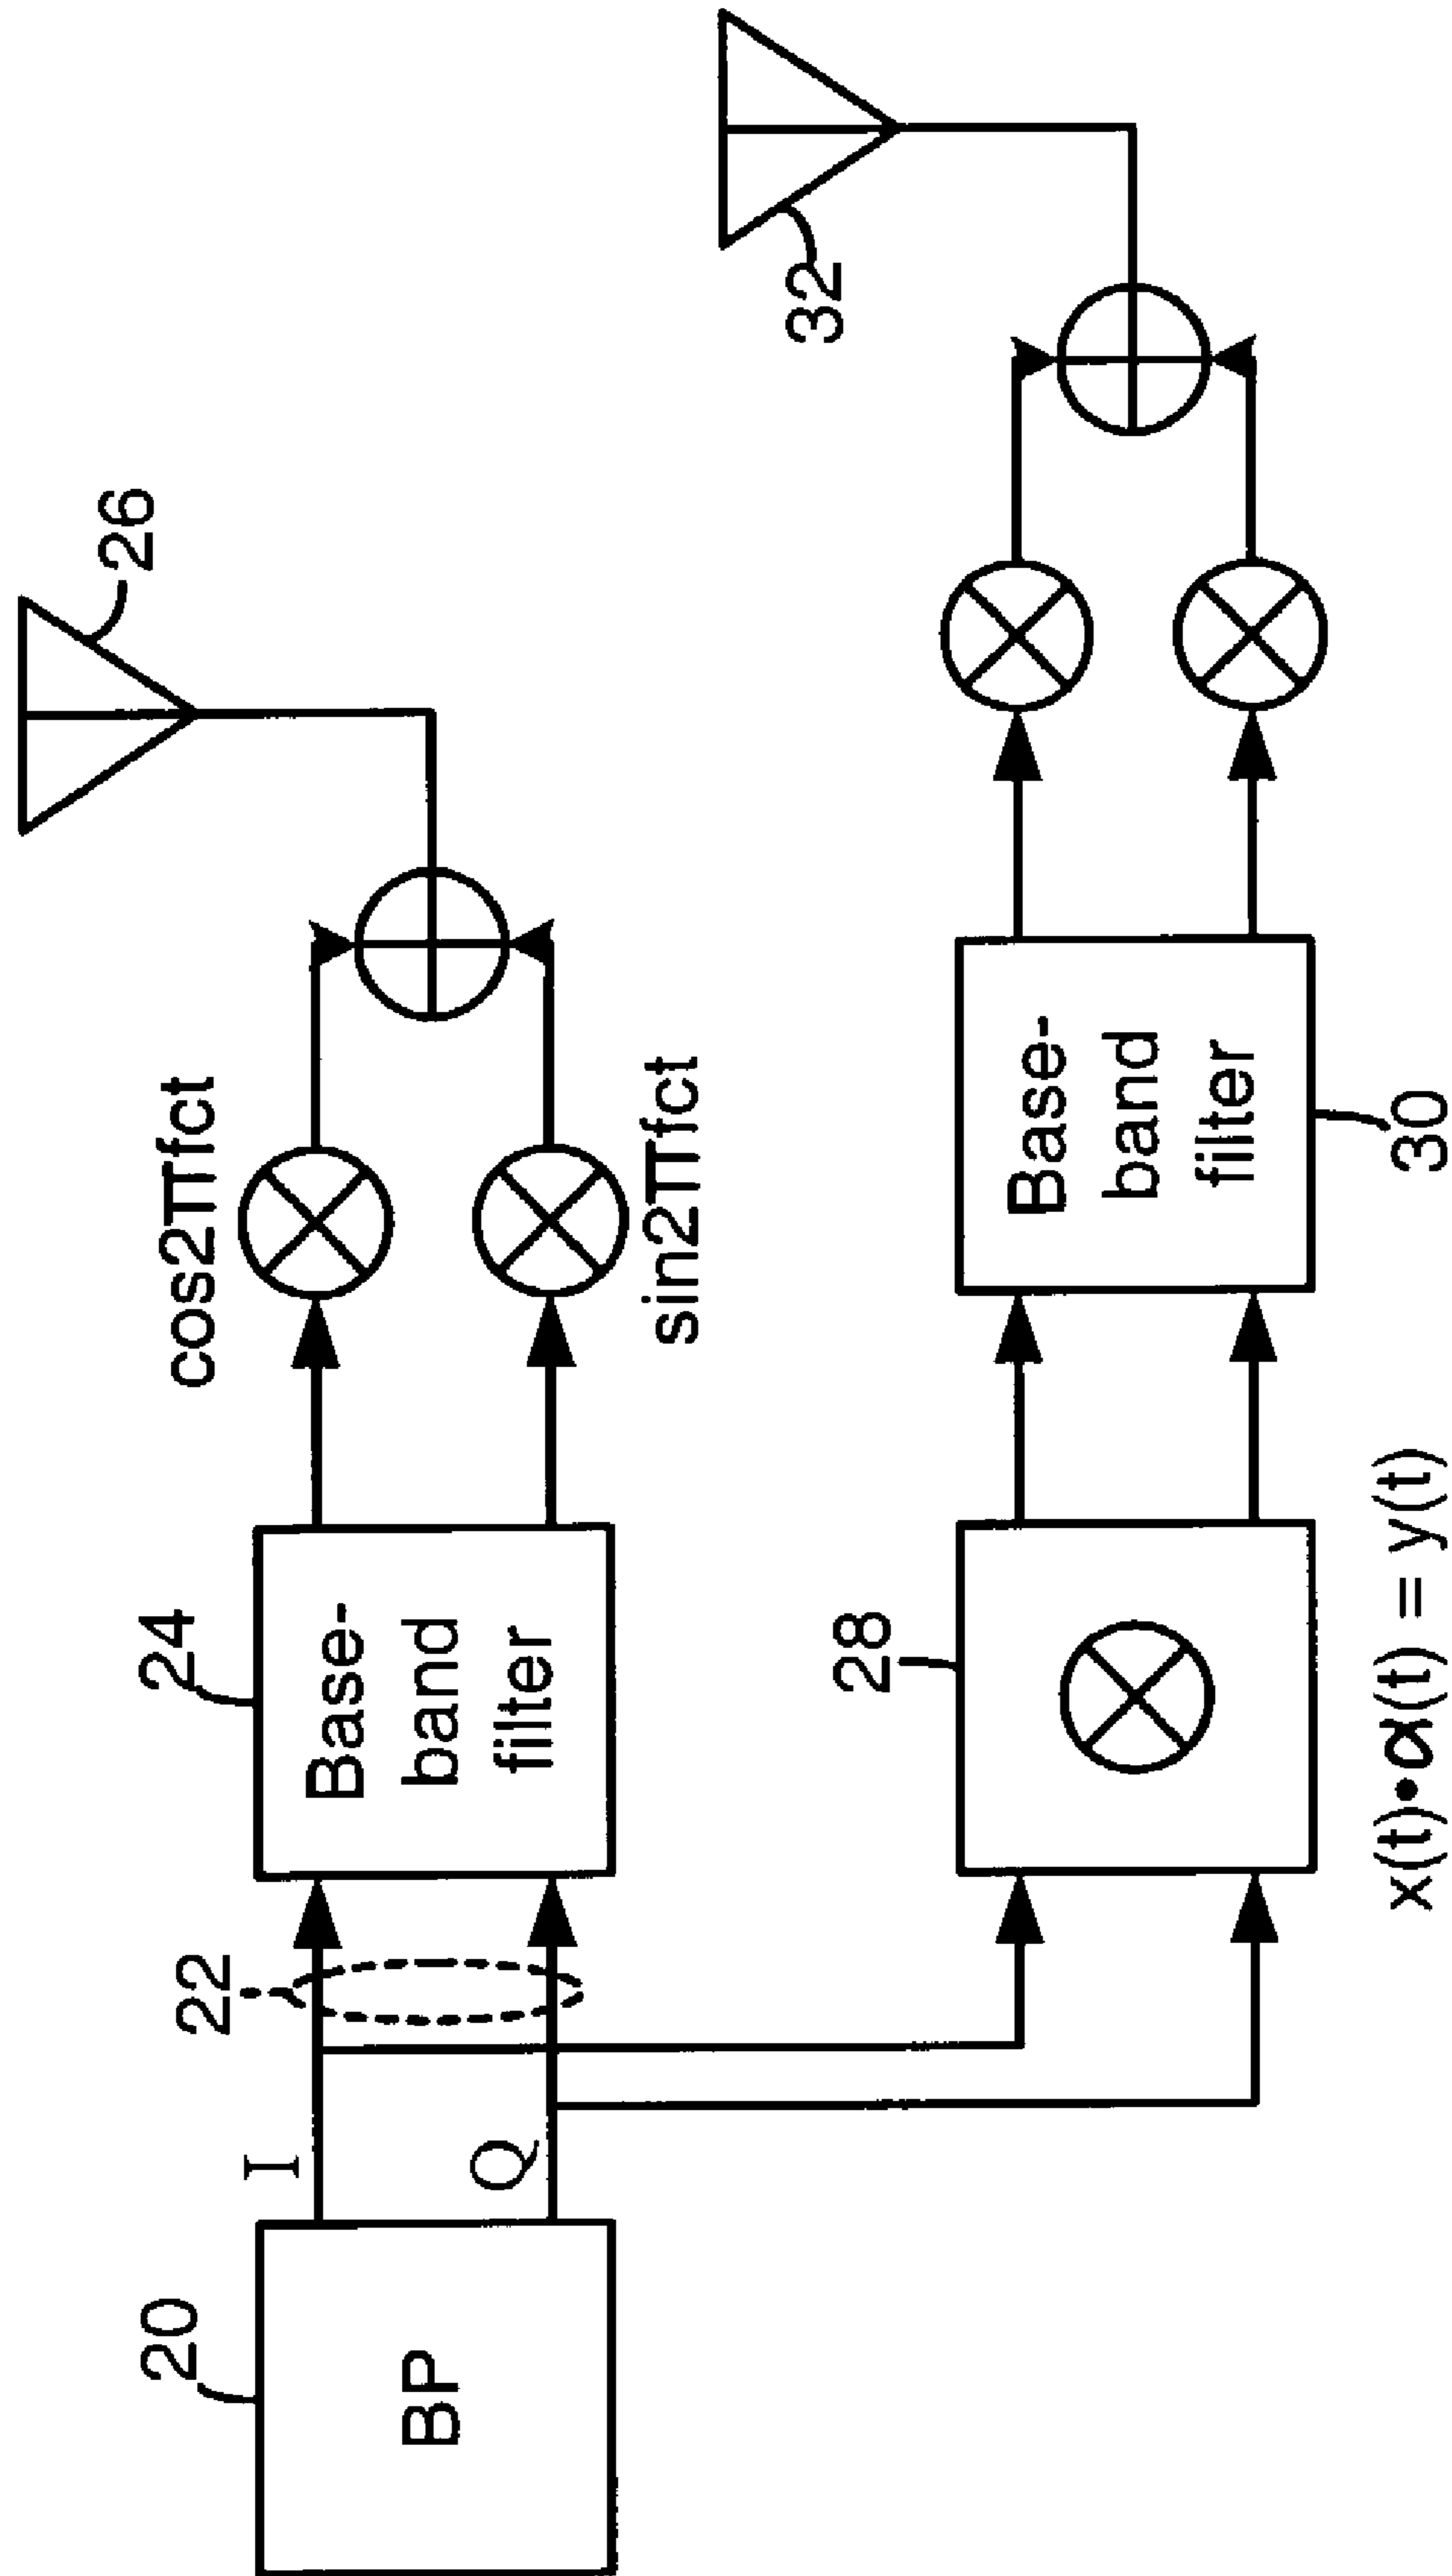 20
BP
I
Q
22
24
Base-
band
filter
cos2πfct
sin2πfct
26
28
x(t)•α(t) = y(t)
Base-
band
filter
30
32